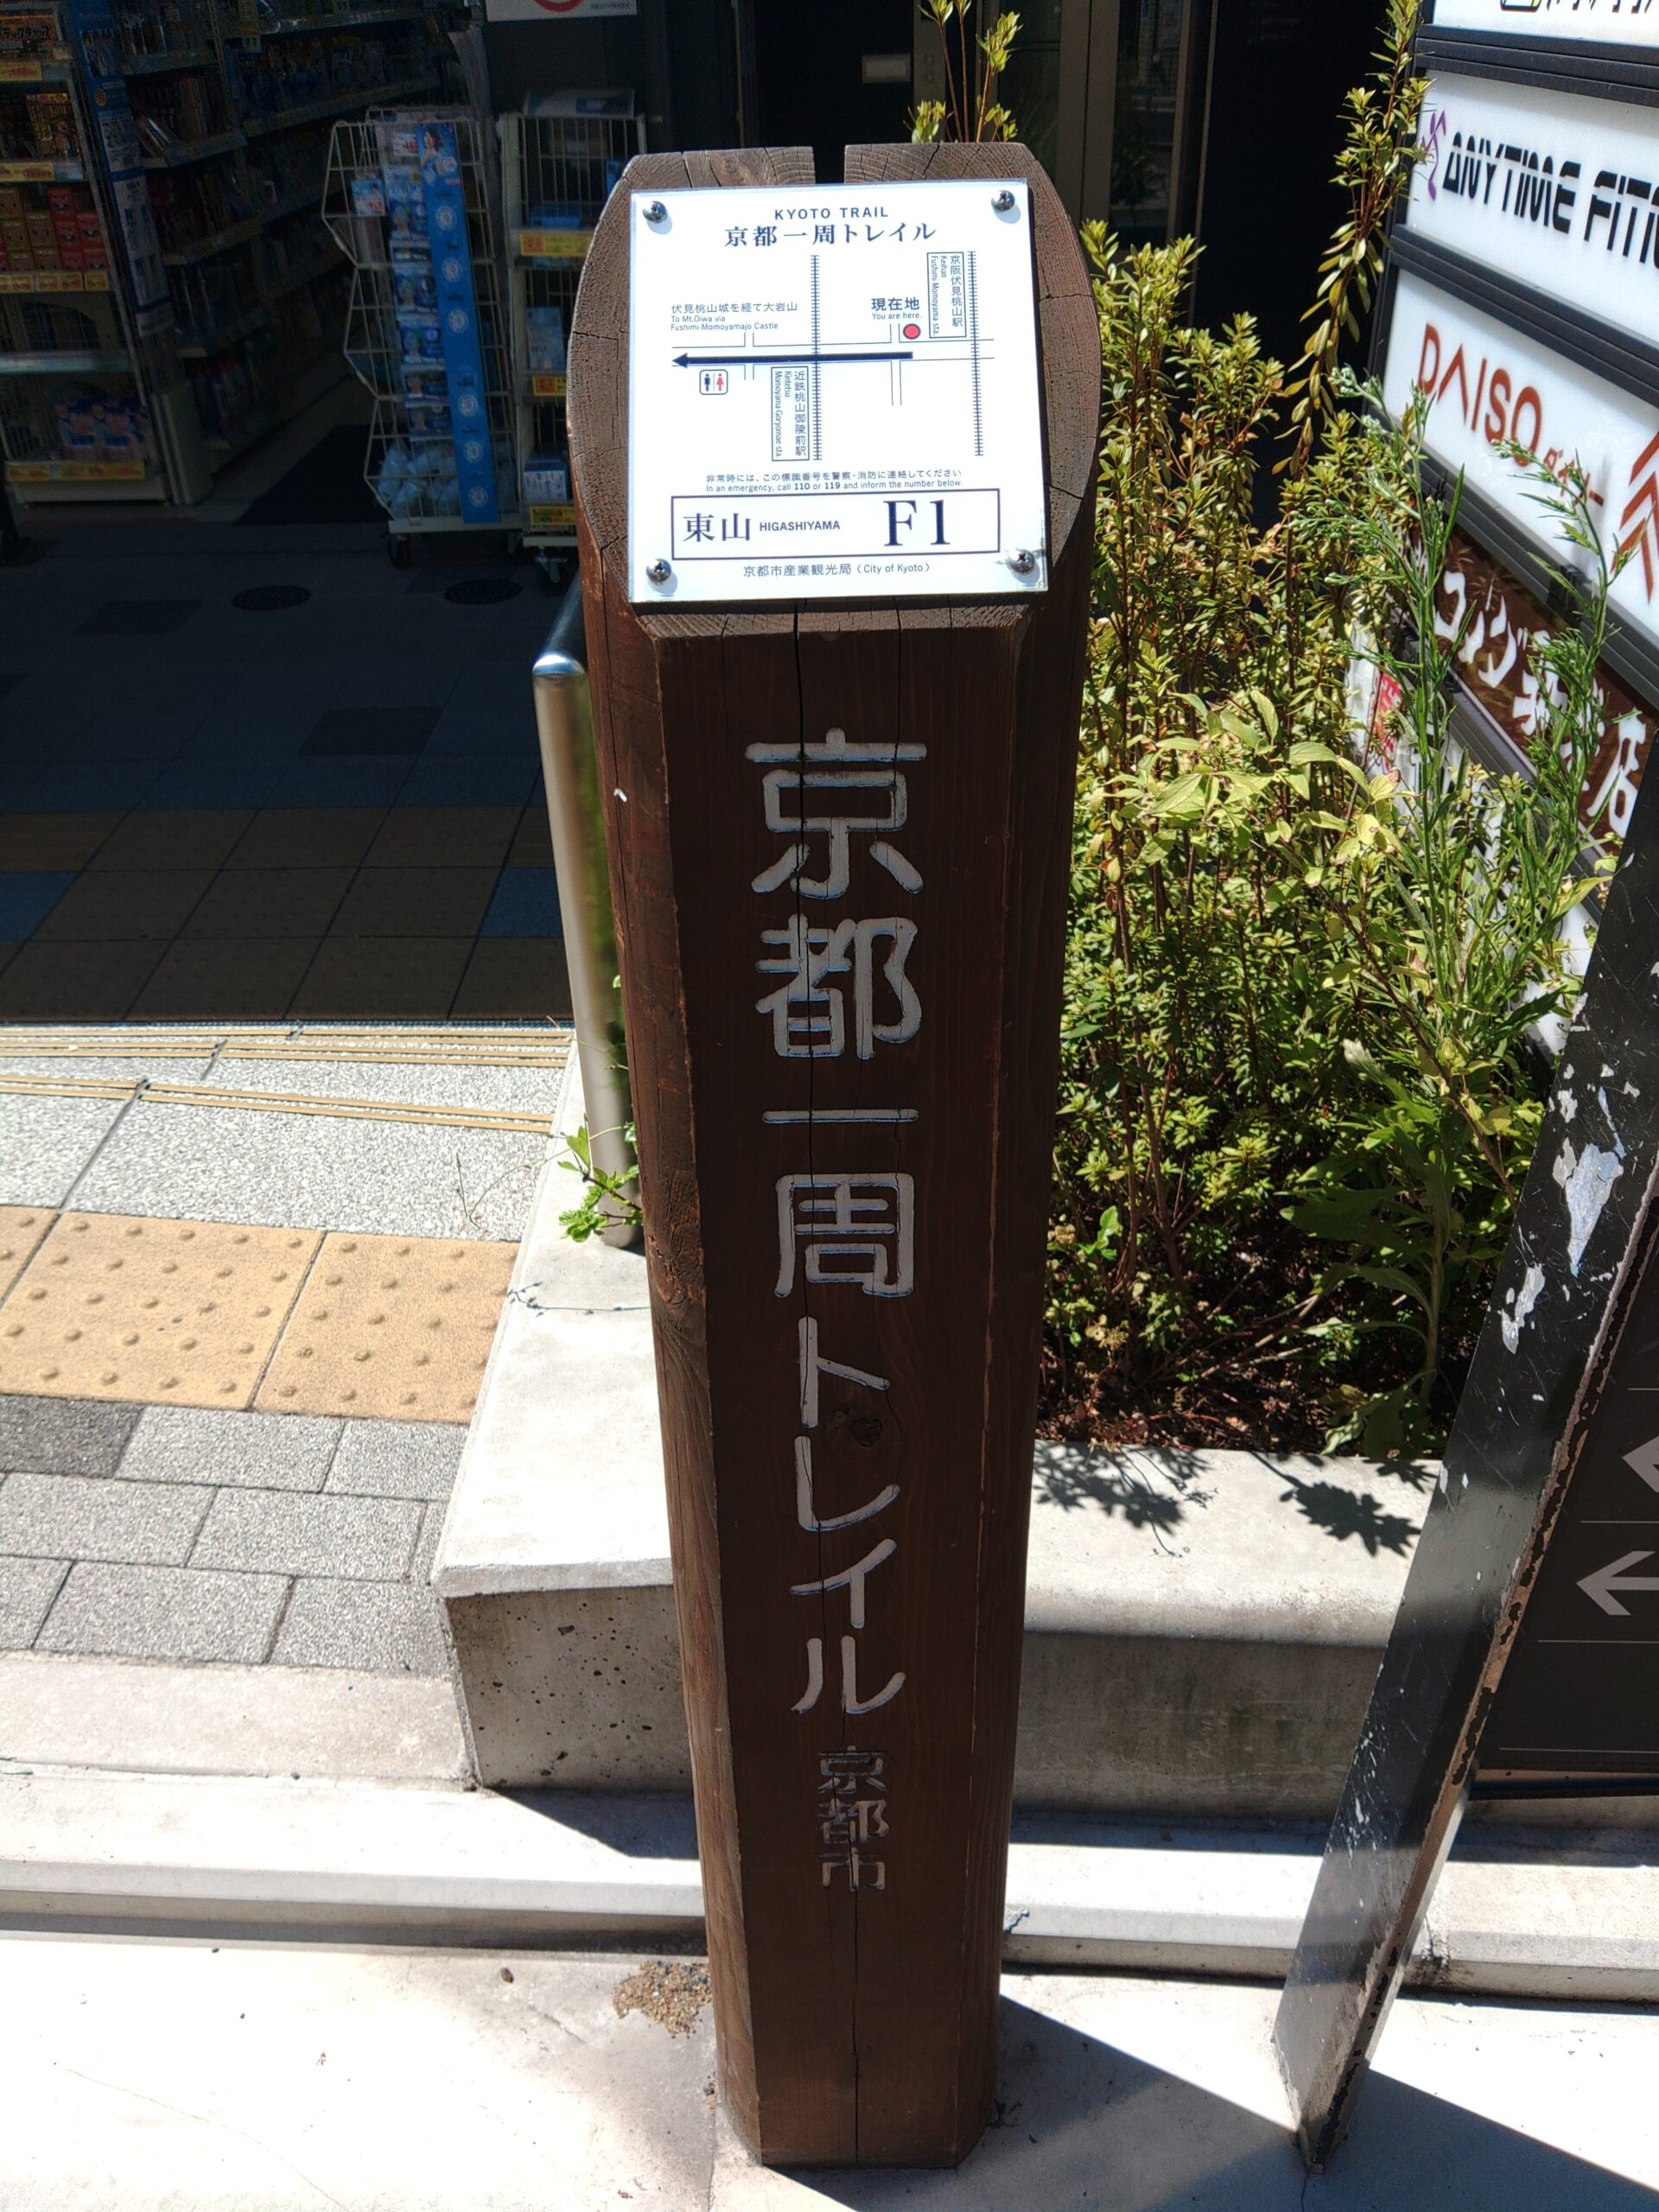 KYOTO TRAIL
京都一周トレイル
京阪伏見桃山駅
Keihan
Fushimi-Momoyama sta.
現在地
You are here.
伏見桃山城を経て大岩山
To Mt.Oiwa via
Fushimi-Momoyamajo Castle
近鉄桃山御陵前駅
Kintetsu
Momoyama-Goryomae sta.
非常時には、この標識番号を警察・消防に連絡してください
In an emergency, call 110 or 119 and inform the number below.
東山 HIGASHIYAMA F1
京都市産業観光局〈City of Kyoto〉
京都一周トレイル
京都市
ANYTIME FITN
DAISO
ダイソー